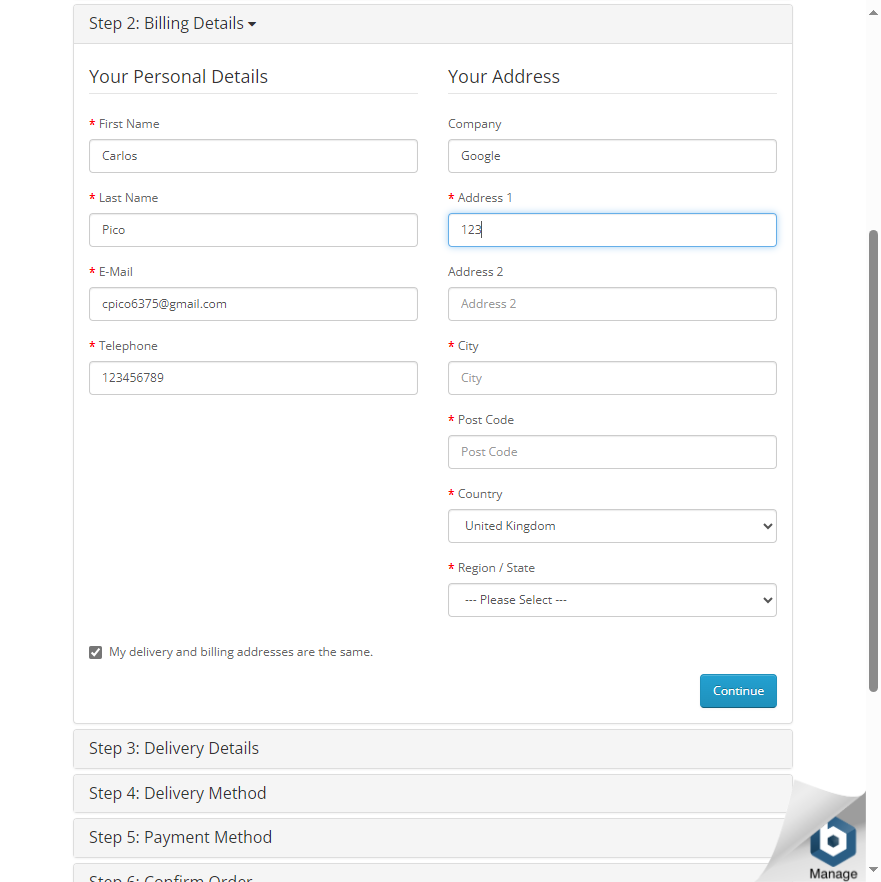 Step 2: Billing Details
Your Personal Details
* First Name
Carlos
* Last Name
Pico
* E-Mail
cpico6375@gmail.com
* Telephone
123456789
Your Address
Company
Google
* Address 1
123
Address 2
Address 2
* City
City
* Post Code
Post Code
* Country
United Kingdom
* Region / State
--- Please Select ---
My delivery and billing addresses are the same.
Continue
Step 3: Delivery Details
Step 4: Delivery Method
Step 5: Payment Method
Step 6: Confirm Order
b
Manage